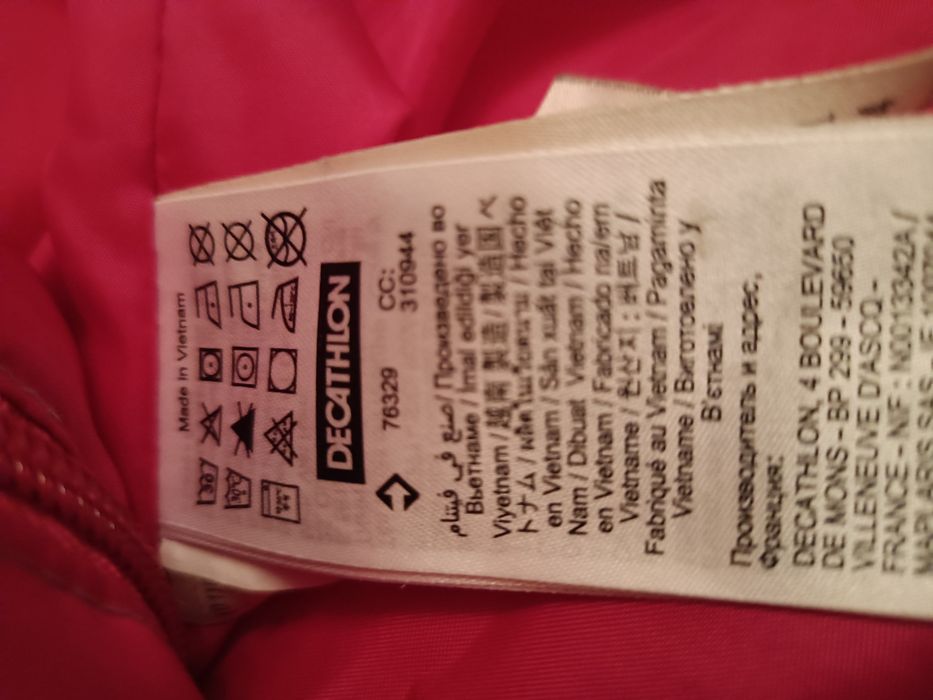 Made in Vietnam
30
DECATHLON
76329 CC:
310944
صنع في فيتنام / Произведено во
Вьетнаме / İmal edildiği yer
Viyetnam / 越南 製造 / 製造国 ベ
トナム / ผลิตในเวียดนาม / Hecho
en Vietnam / Sản xuất tại Việt
Nam / Dibuat Vietnam / Hecho
en Vietnam / Fabricado na/em
Vietname / 원산지 : 베트남 /
Fabriqué au Vietnam / Pagaminta
Vietname / Виготовлено у
В'єтнамі
Производитель и адрес,
Франция:
DECATHLON, 4 BOULEVARD
DE MONS - BP 299 - 59650
VILLENEUVE D'ASCQ -
FRANCE - NIF : N0013342A /